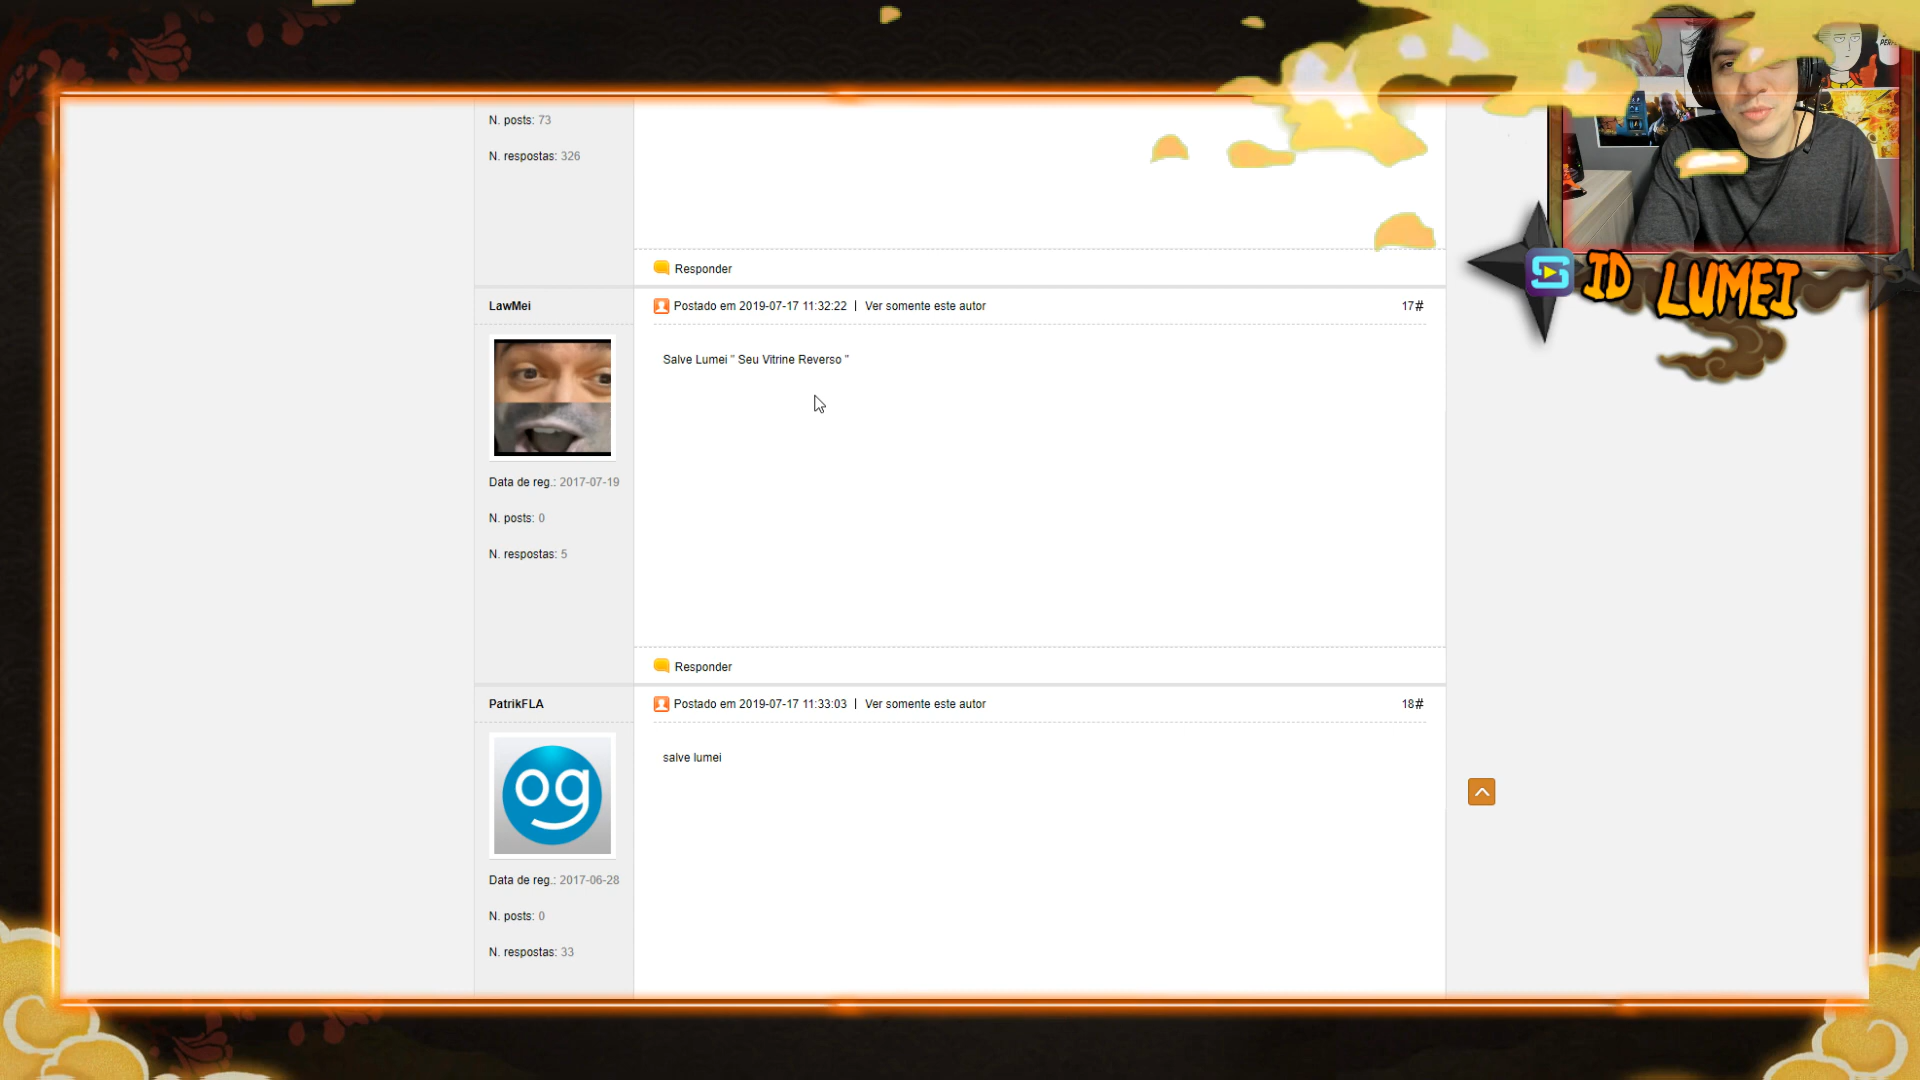 N. posts: 73
N. respostas: 326
Responder
LawMei
Postado em 2019-07-17 11:32:22 | Ver somente este autor
17#
Salve Lumei " Seu Vitrine Reverso "
Data de reg.: 2017-07-19
N. posts: 0
N. respostas: 5
Responder
PatrikFLA
Postado em 2019-07-17 11:33:03 | Ver somente este autor
18#
og
salve lumei
Data de reg.: 2017-06-28
N. posts: 0
N. respostas: 33
ID LUMEI